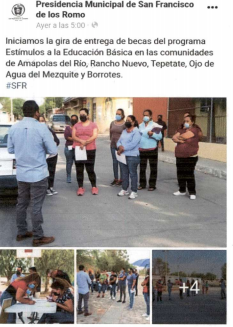 Presidencia Municipal de San Francisco
de los Romo
Ayer a las 5:00 ·
Iniciamos la gira de entrega de becas del programa
Estímulos a la Educación Básica en las comunidades
de Amapolas del Río, Rancho Nuevo, Tepetate, Ojo de
Agua del Mezquite y Borrotes.
#SFR
+4